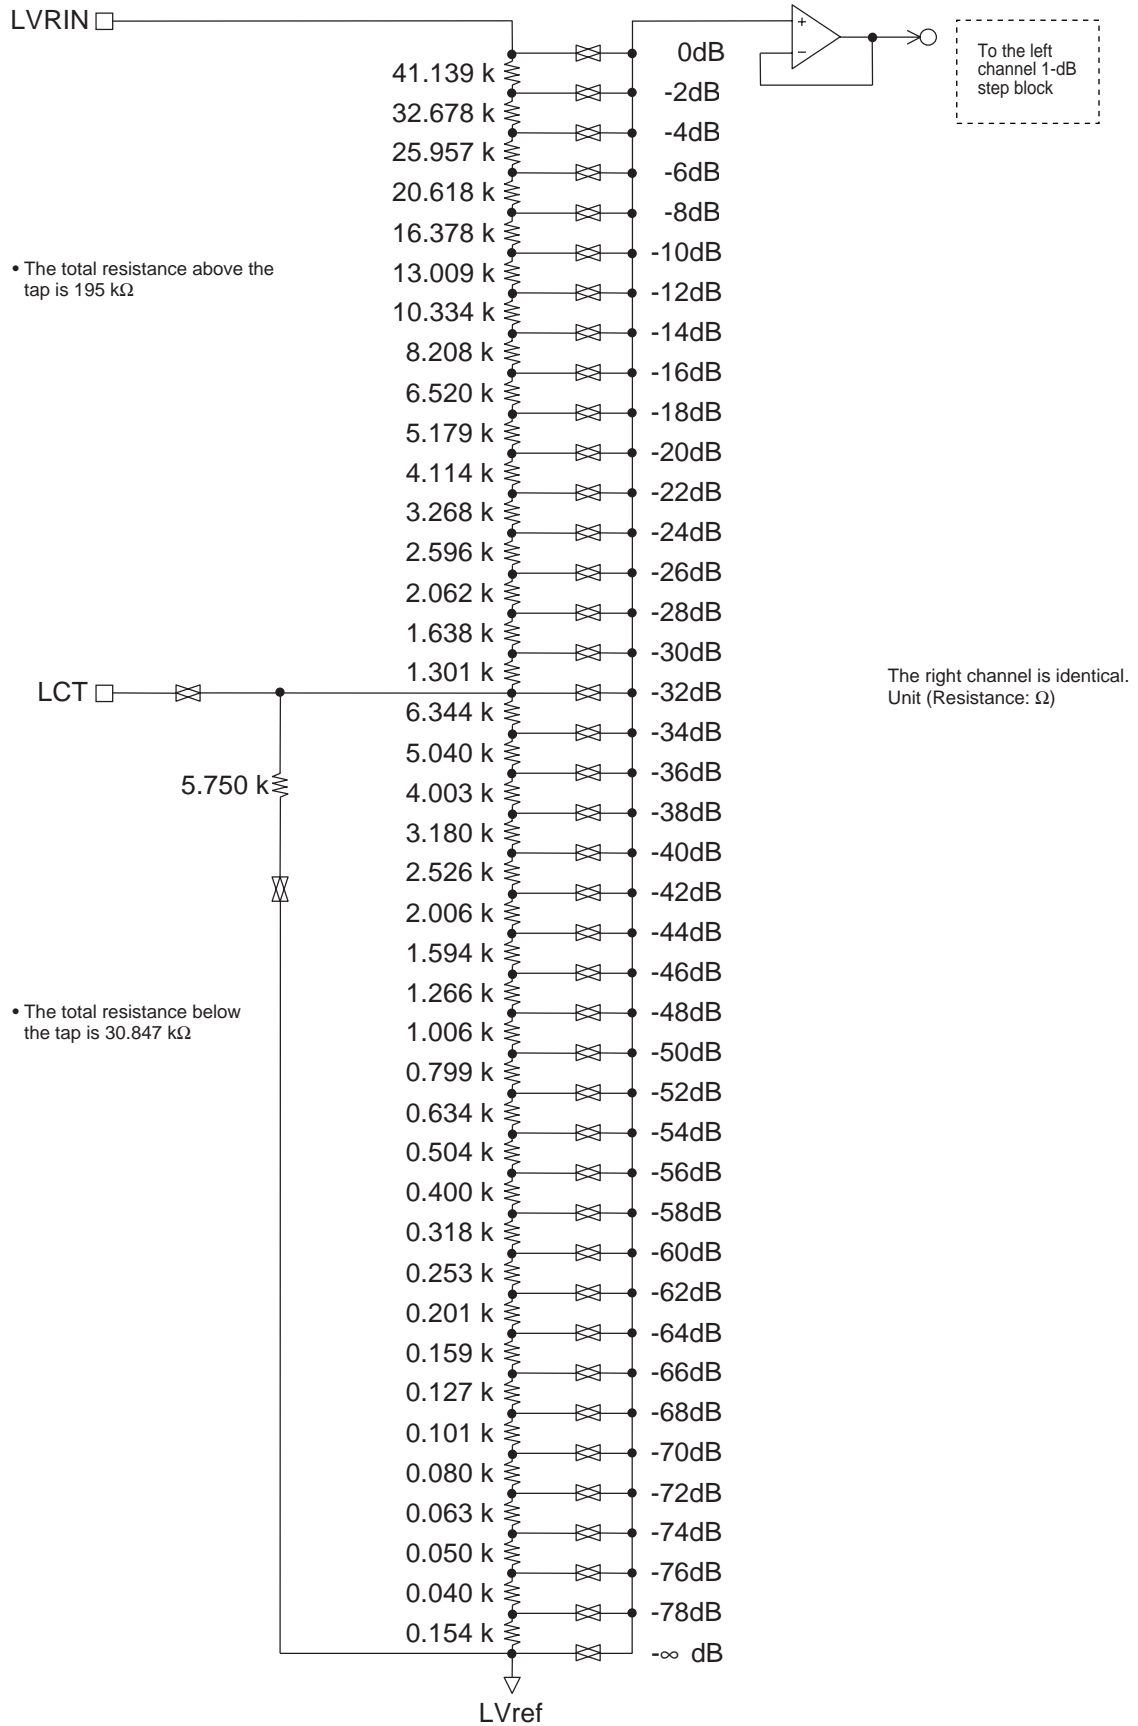 LVRIN
+
−
To the left
channel 1-dB
step block
0dB
41.139 k
-2dB
32.678 k
-4dB
25.957 k
-6dB
20.618 k
-8dB
16.378 k
-10dB
• The total resistance above the
tap is 195 kΩ
13.009 k
-12dB
10.334 k
-14dB
8.208 k
-16dB
6.520 k
-18dB
5.179 k
-20dB
4.114 k
-22dB
3.268 k
-24dB
2.596 k
-26dB
2.062 k
-28dB
1.638 k
-30dB
1.301 k
The right channel is identical.
Unit (Resistance: Ω)
LCT
-32dB
6.344 k
-34dB
5.040 k
-36dB
5.750 k
4.003 k
-38dB
3.180 k
-40dB
2.526 k
-42dB
2.006 k
-44dB
1.594 k
-46dB
1.266 k
-48dB
• The total resistance below
the tap is 30.847 kΩ
1.006 k
-50dB
0.799 k
-52dB
0.634 k
-54dB
0.504 k
-56dB
0.400 k
-58dB
0.318 k
-60dB
0.253 k
-62dB
0.201 k
-64dB
0.159 k
-66dB
0.127 k
-68dB
0.101 k
-70dB
0.080 k
-72dB
0.063 k
-74dB
0.050 k
-76dB
0.040 k
-78dB
0.154 k
-∞ dB
LVref